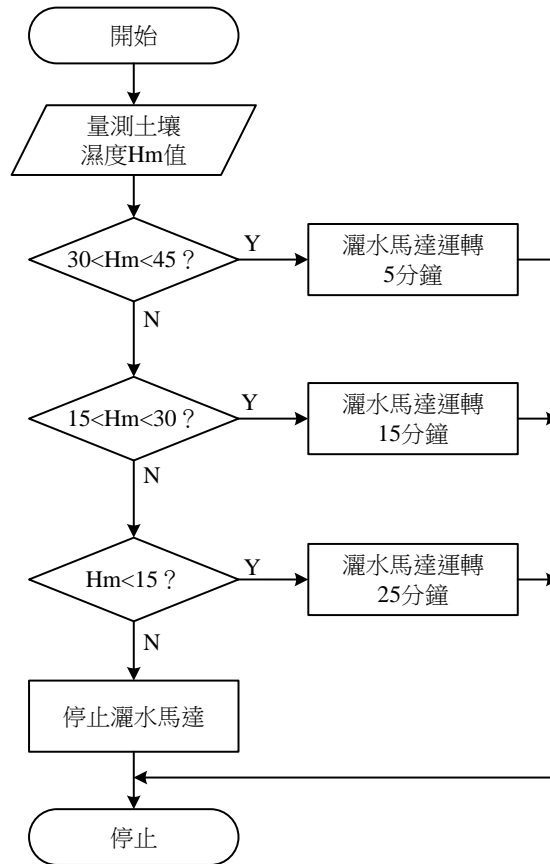 開始
量測土壤
濕度Hm值
30<Hm<45？
Y
灑水馬達運轉
5分鐘
N
15<Hm<30？
Y
灑水馬達運轉
15分鐘
N
Hm<15？
Y
灑水馬達運轉
25分鐘
N
停止灑水馬達
停止